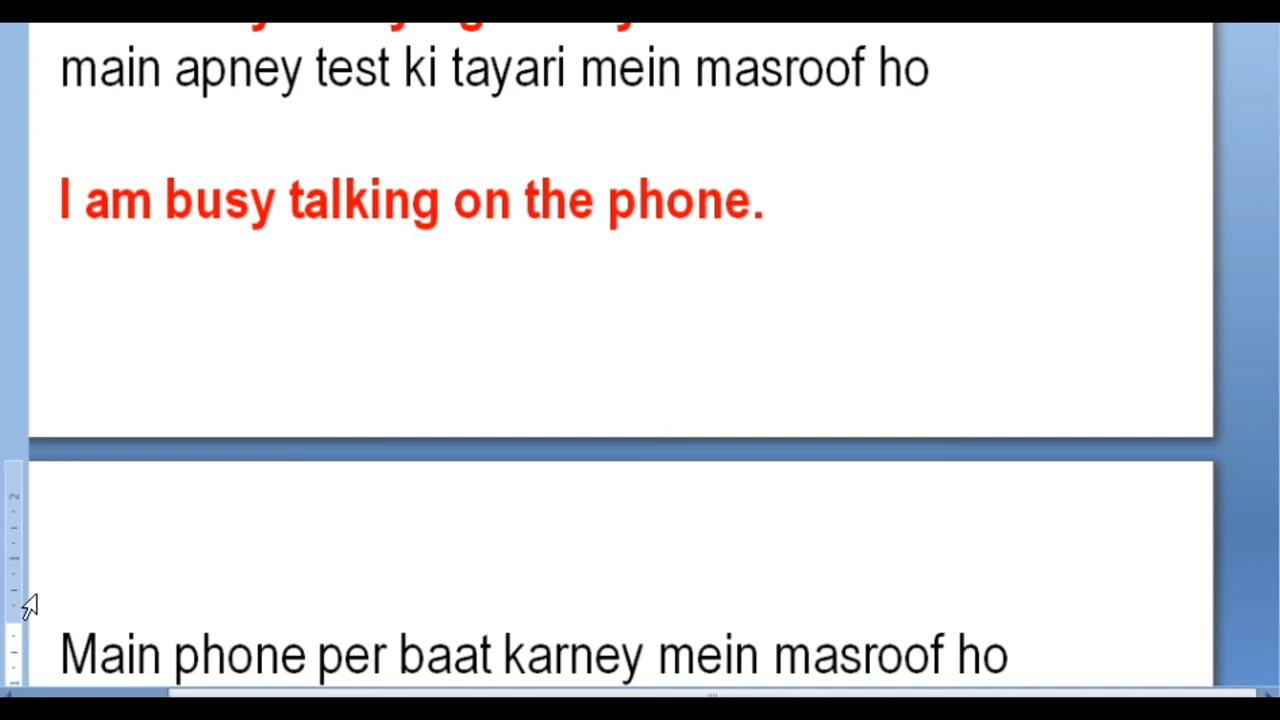 main apney test ki tayari mein masroof ho
I am busy talking on the phone.
Main phone per baat karney mein masroof ho